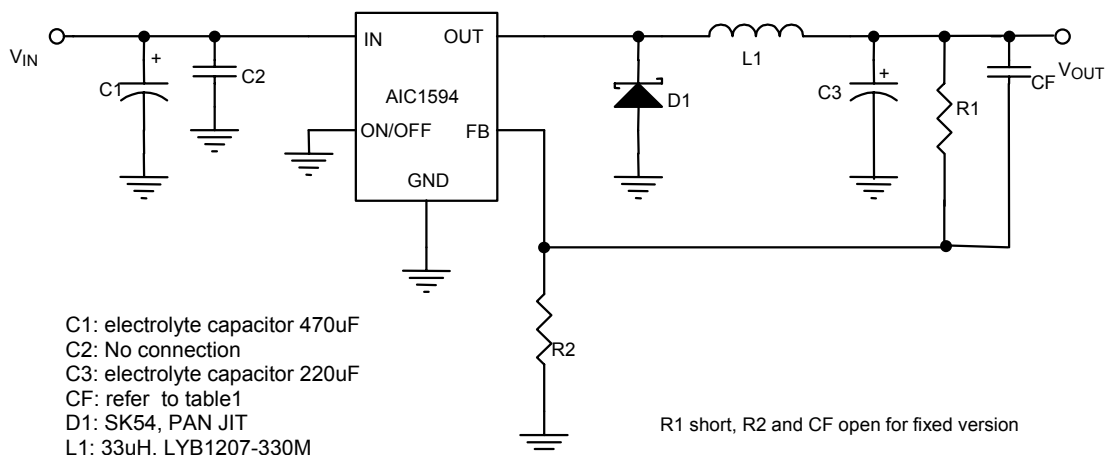 V_IN
IN
OUT
+
C1
C2
AIC1594
ON/OFF
FB
GND
D1
L1
+
C3
R1
CF
V_OUT
R2
C1: electrolyte capacitor 470uF
C2: No connection
C3: electrolyte capacitor 220uF
CF: refer to table1
D1: SK54, PAN JIT
L1: 33uH, LYB1207-330M
R1 short, R2 and CF open for fixed version